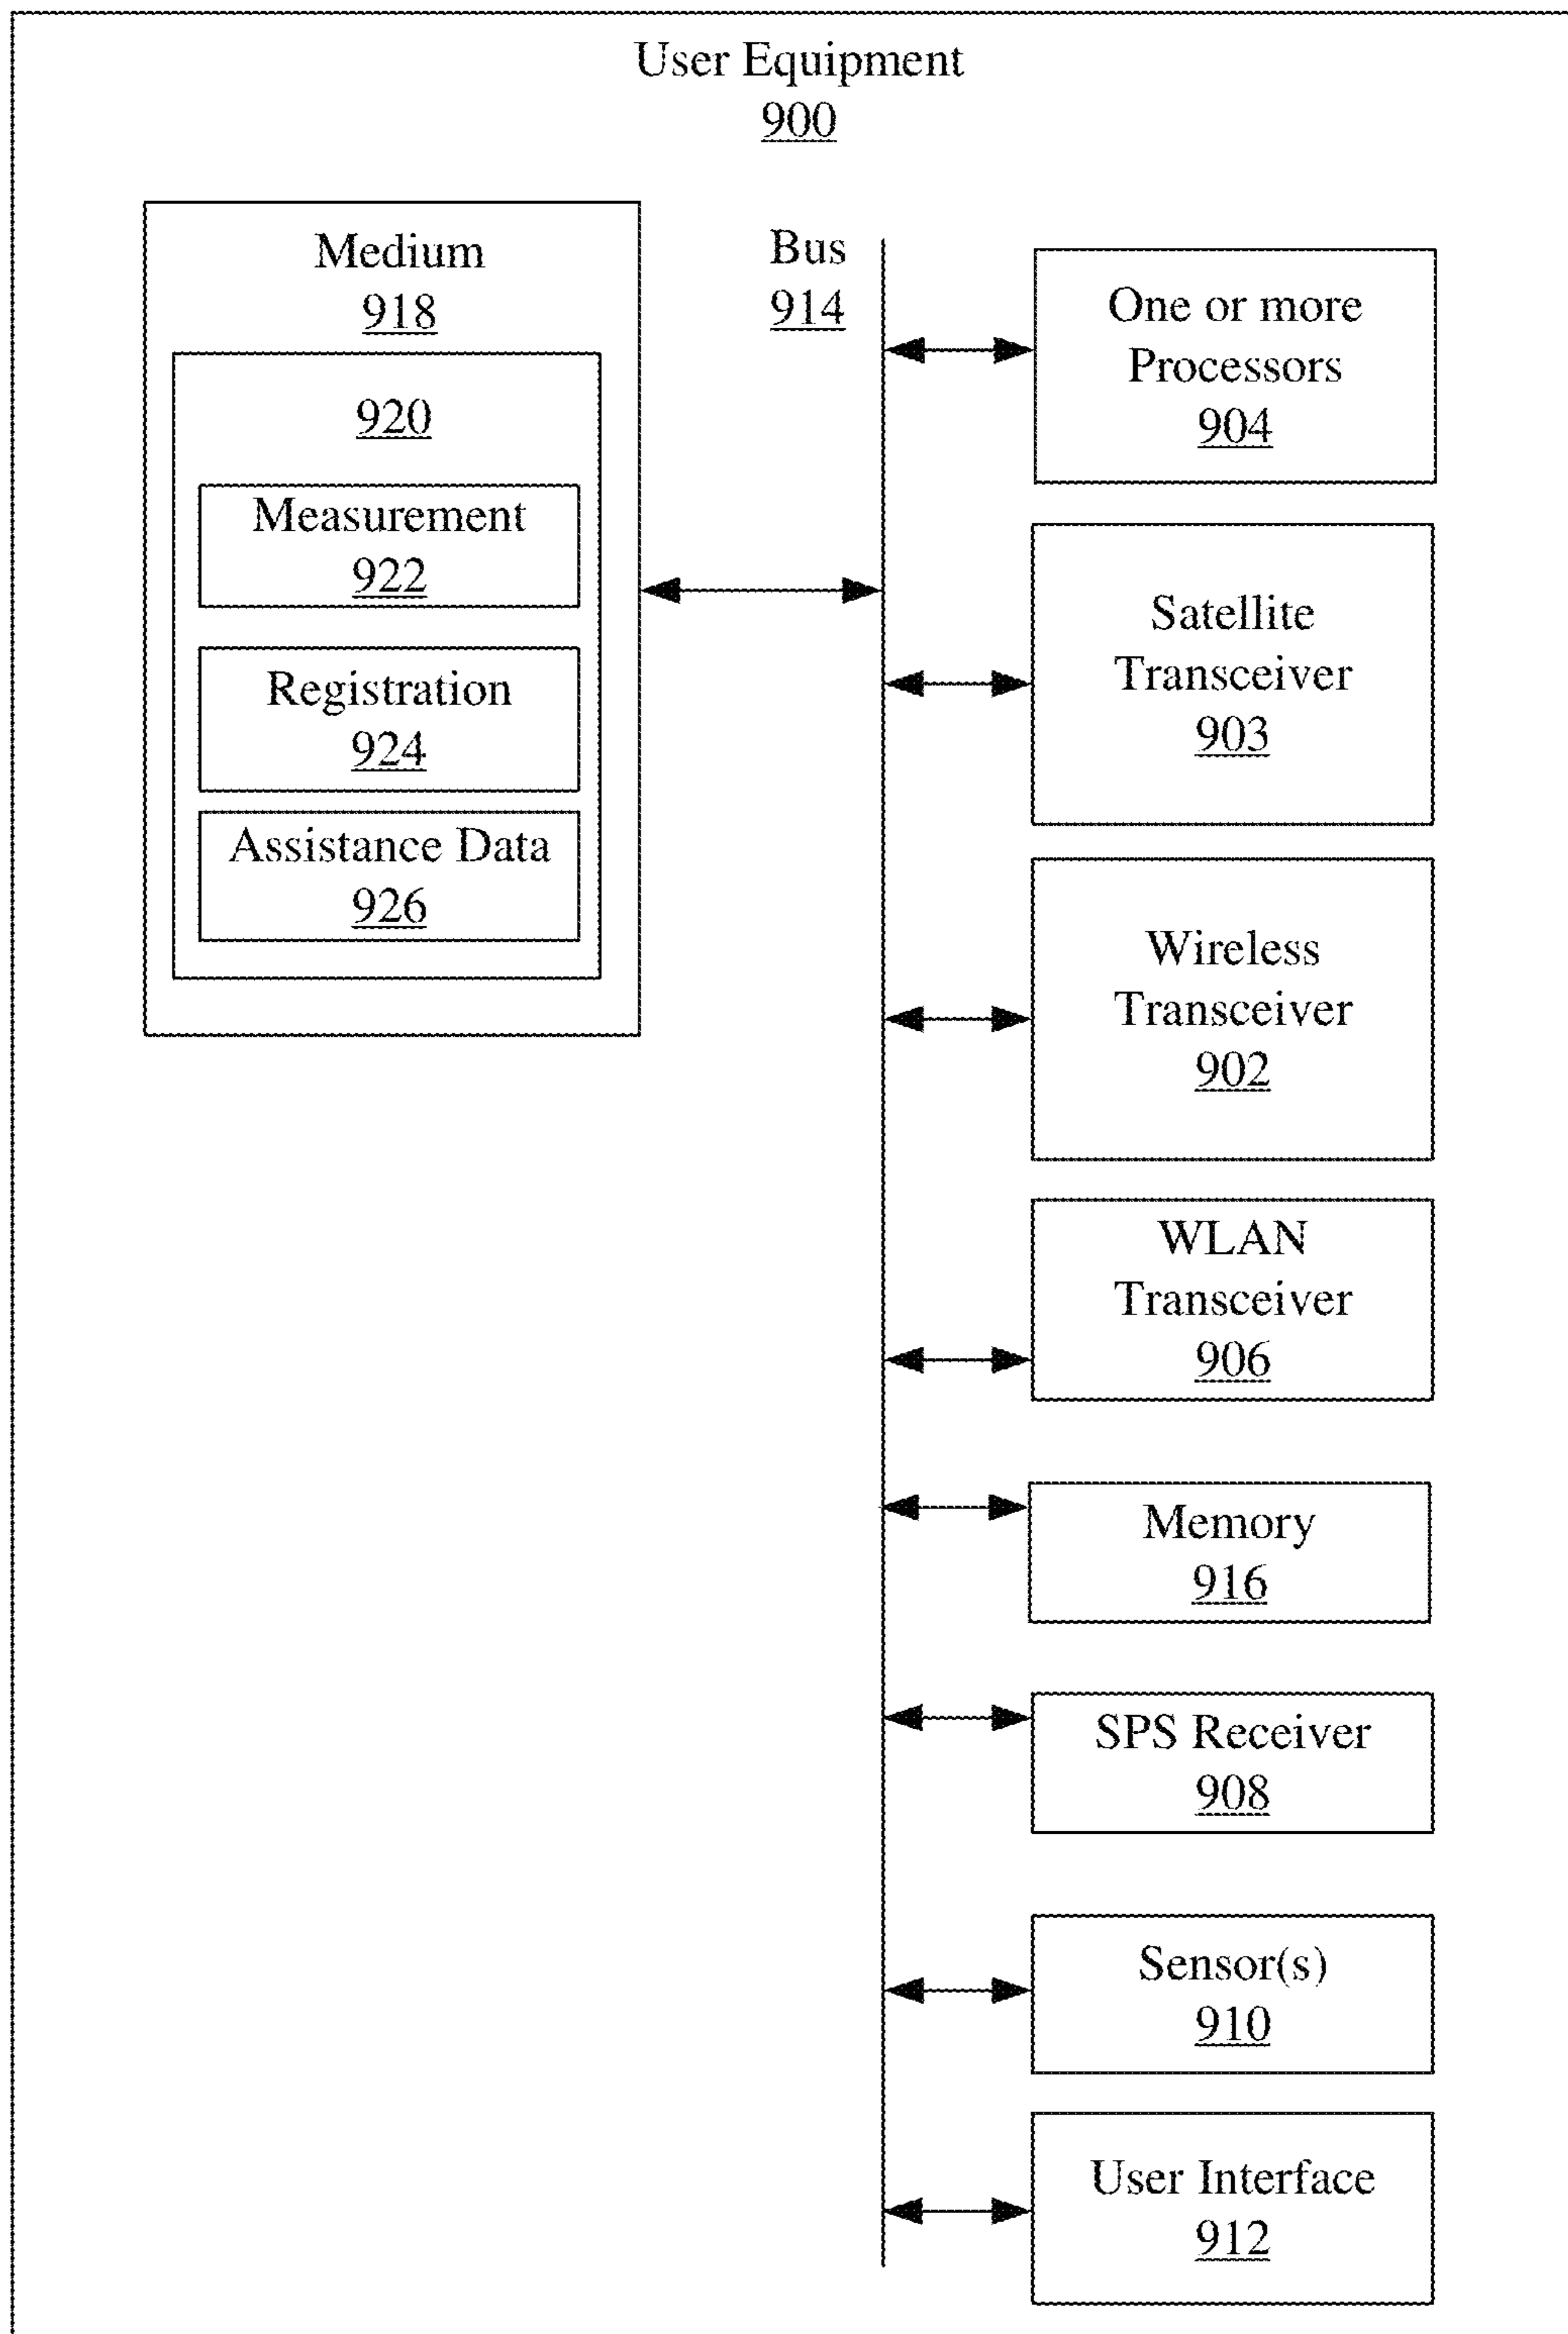 User Equipment
900
Medium
918
920
Measurement
922
Registration
924
Assistance Data
926
Bus
914
One or more
Processors
904
Satellite
Transceiver
903
Wireless
Transceiver
902
WLAN
Transceiver
906
Memory
916
SPS Receiver
908
Sensor(s)
910
User Interface
912